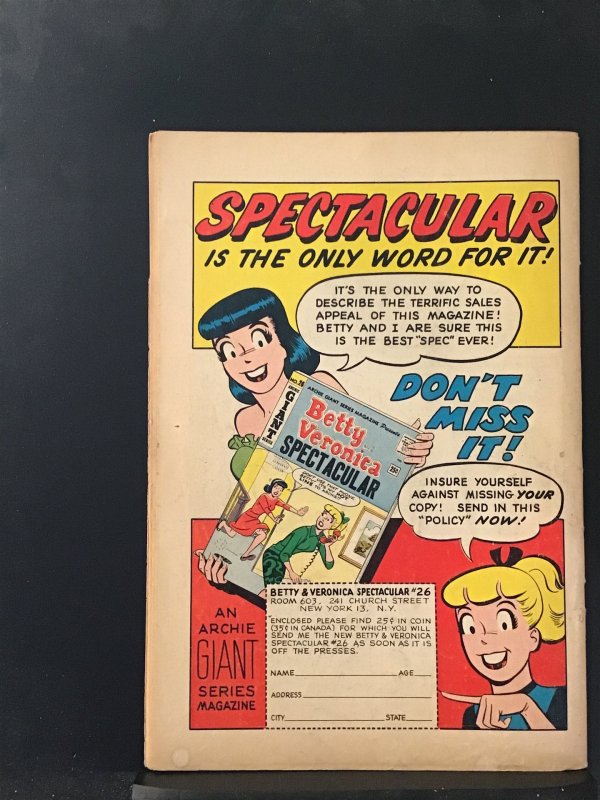 SPECTACULAR
IS THE ONLY WORD FOR IT!
IT'S THE ONLY WAY TO
DESCRIBE THE TERRIFIC SALES
APPEAL OF THIS MAGAZINE!
BETTY AND I ARE SURE THIS
IS THE BEST "SPEC" EVER!
DON'T
MISS
IT!
NO. 26
ARCHIE GIANT SERIES MAGAZINE Presents
GIANT
SERIES
Betty
Veronica
SPECTACULAR
25¢
INSURE YOURSELF
AGAINST MISSING YOUR
COPY! SEND IN THIS
"POLICY" NOW!
AN
ARCHIE
GIANT
SERIES
MAGAZINE
BETTY & VERONICA SPECTACULAR #26
ROOM 603, 241 CHURCH STREET
NEW YORK 13, N.Y.
ENCLOSED PLEASE FIND 25¢ IN COIN
(35¢ IN CANADA) FOR WHICH YOU WILL
SEND ME THE NEW BETTY & VERONICA
SPECTACULAR #26 AS SOON AS IT IS
OFF THE PRESSES.
NAME AGE
ADDRESS
CITY STATE